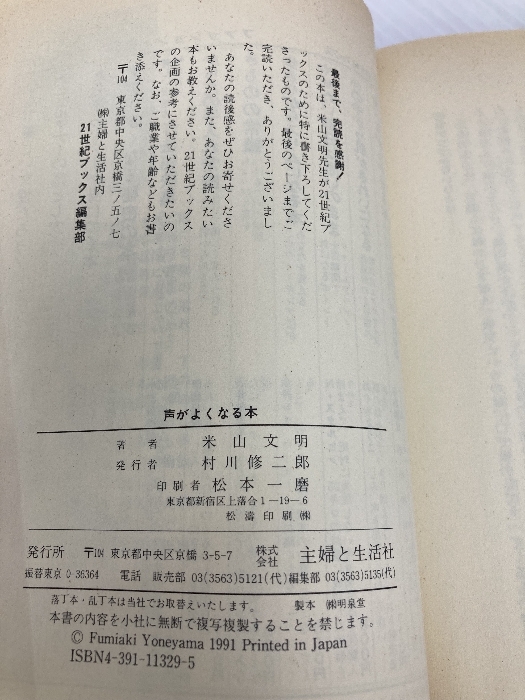 最後まで、完読を感謝！
この本は、米山文明先生が21世紀ブ
ックスのために特に書き下ろしてくだ
さったものです。最後のページまでご
完読いただき、ありがとうございまし
た。
あなたの読後感をぜひお寄せくださ
いませんか。また、あなたの読みたい
本もお教えください。21世紀ブックス
の企画の参考にさせていただきたいの
です。なお、ご職業や年齢などもお書
き添えください。
〒104 東京都中央区京橋三ノ五ノ七
㈱主婦と生活社内
21世紀ブックス編集部
声がよくなる本
著者 米山文明
発行者 村川修二郎
印刷者 松本一磨
東京都新宿区上落合1－19－6
松濤印刷㈱
発行所 〒104 東京都中央区京橋 3-5-7 株式会社 主婦と生活社
振替東京 0-36364 電話 販売部 03(3563)5121(代)編集部 03(3563)5135(代)
落丁本・乱丁本は当社でお取替えいたします。 製本 ㈱明泉堂
本書の内容を小社に無断で複写複製することを禁じます。
© Fumiaki Yoneyama 1991 Printed in Japan
ISBN4-391-11329-5